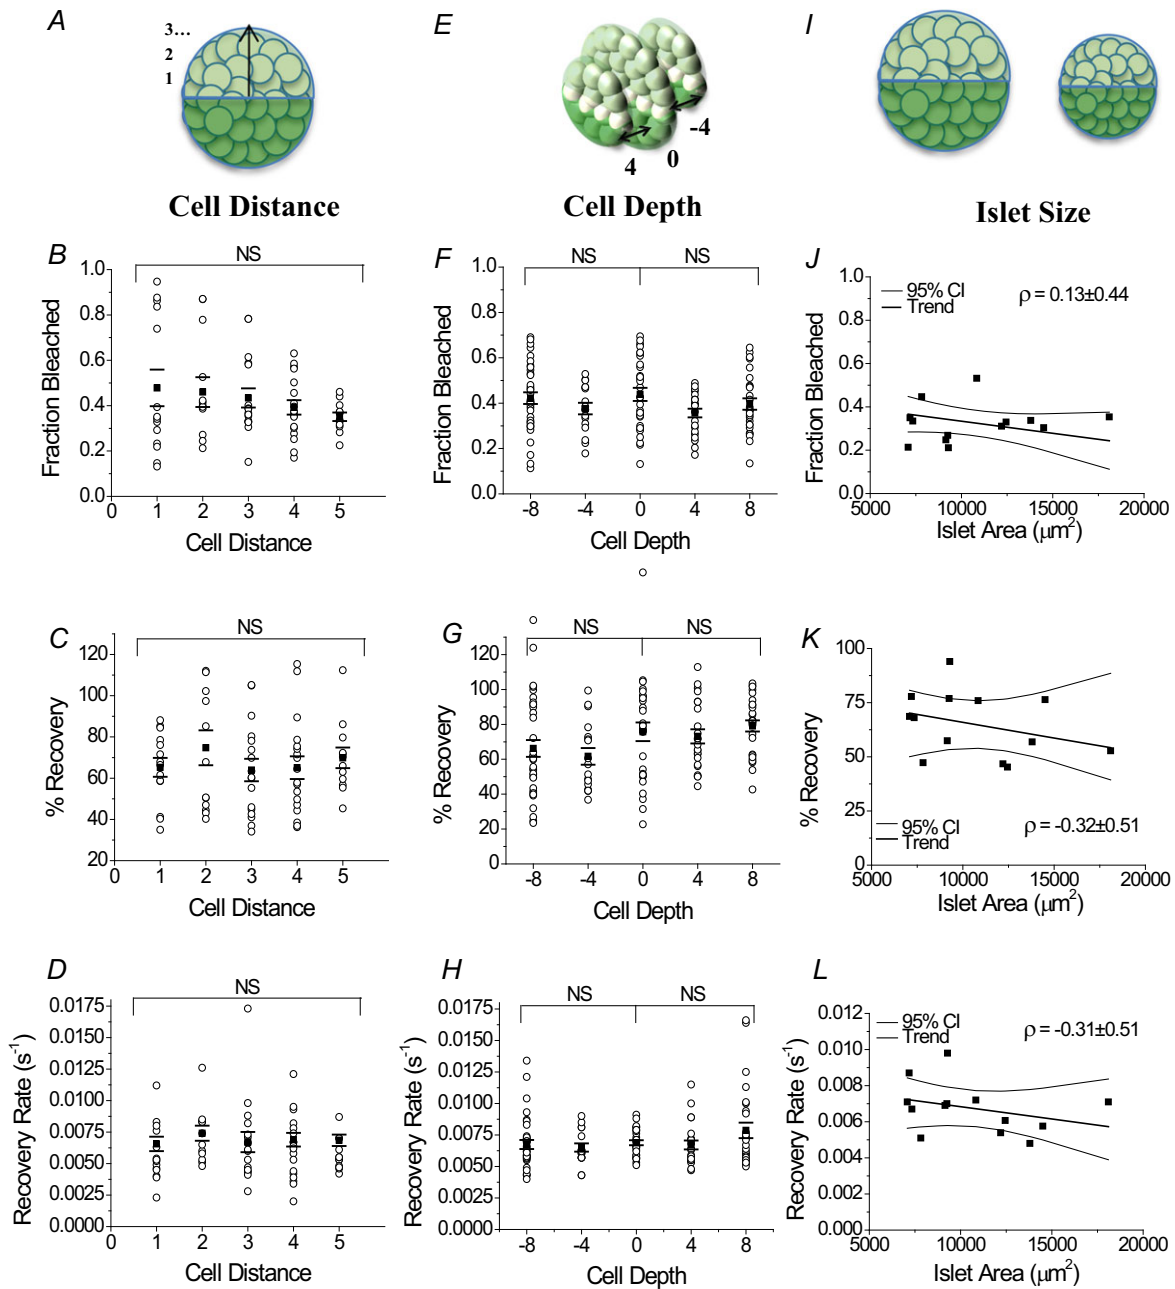 A
3...
2
1
Cell Distance
E
4
0
-4
Cell Depth
I
Islet Size
B
NS
Fraction Bleached
1.0
0.8
0.6
0.4
0.2
0.0
0
1
2
3
4
5
Cell Distance
F
NS
NS
Fraction Bleached
1.0
0.8
0.6
0.4
0.2
0.0
-8
-4
0
4
8
Cell Depth
J
95% CI
Trend
ρ = 0.13±0.44
Fraction Bleached
1.0
0.8
0.6
0.4
0.2
0.0
5000
10000
15000
20000
Islet Area (μm²)
C
NS
% Recovery
120
100
80
60
40
20
0
1
2
3
4
5
Cell Distance
G
NS
NS
% Recovery
120
100
80
60
40
20
0
-8
-4
0
4
8
Cell Depth
K
% Recovery
100
75
50
25
0
95% CI
Trend
ρ = -0.32±0.51
5000
10000
15000
20000
Islet Area (μm²)
D
NS
Recovery Rate (s⁻¹)
0.0175
0.0150
0.0125
0.0100
0.0075
0.0050
0.0025
0.0000
0
1
2
3
4
5
Cell Distance
H
NS
NS
Recovery Rate (s⁻¹)
0.0175
0.0150
0.0125
0.0100
0.0075
0.0050
0.0025
0.0000
-8
-4
0
4
8
Cell Depth
L
95% CI
Trend
ρ = -0.31±0.51
Recovery Rate (s⁻¹)
0.012
0.010
0.008
0.006
0.004
0.002
0.000
5000
10000
15000
20000
Islet Area (μm²)